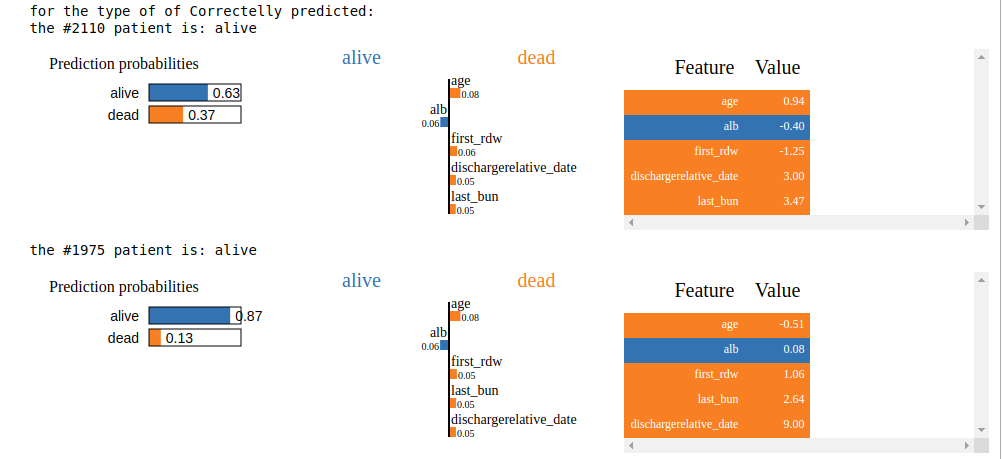 for the type of of Correctelly predicted:
the #2110 patient is: alive
Prediction probabilities
alive 0.63
dead 0.37
alive dead
age
0.08
alb
0.06
first_rdw
0.06
dischargerelative_date
0.05
last_bun
0.05
Feature Value
age 0.94
alb -0.40
first_rdw -1.25
dischargerelative_date 3.00
last_bun 3.47
the #1975 patient is: alive
Prediction probabilities
alive 0.87
dead 0.13
alive dead
age
0.08
alb
0.06
first_rdw
0.05
last_bun
0.05
dischargerelative_date
0.05
Feature Value
age -0.51
alb 0.08
first_rdw 1.06
last_bun 2.64
dischargerelative_date 9.00